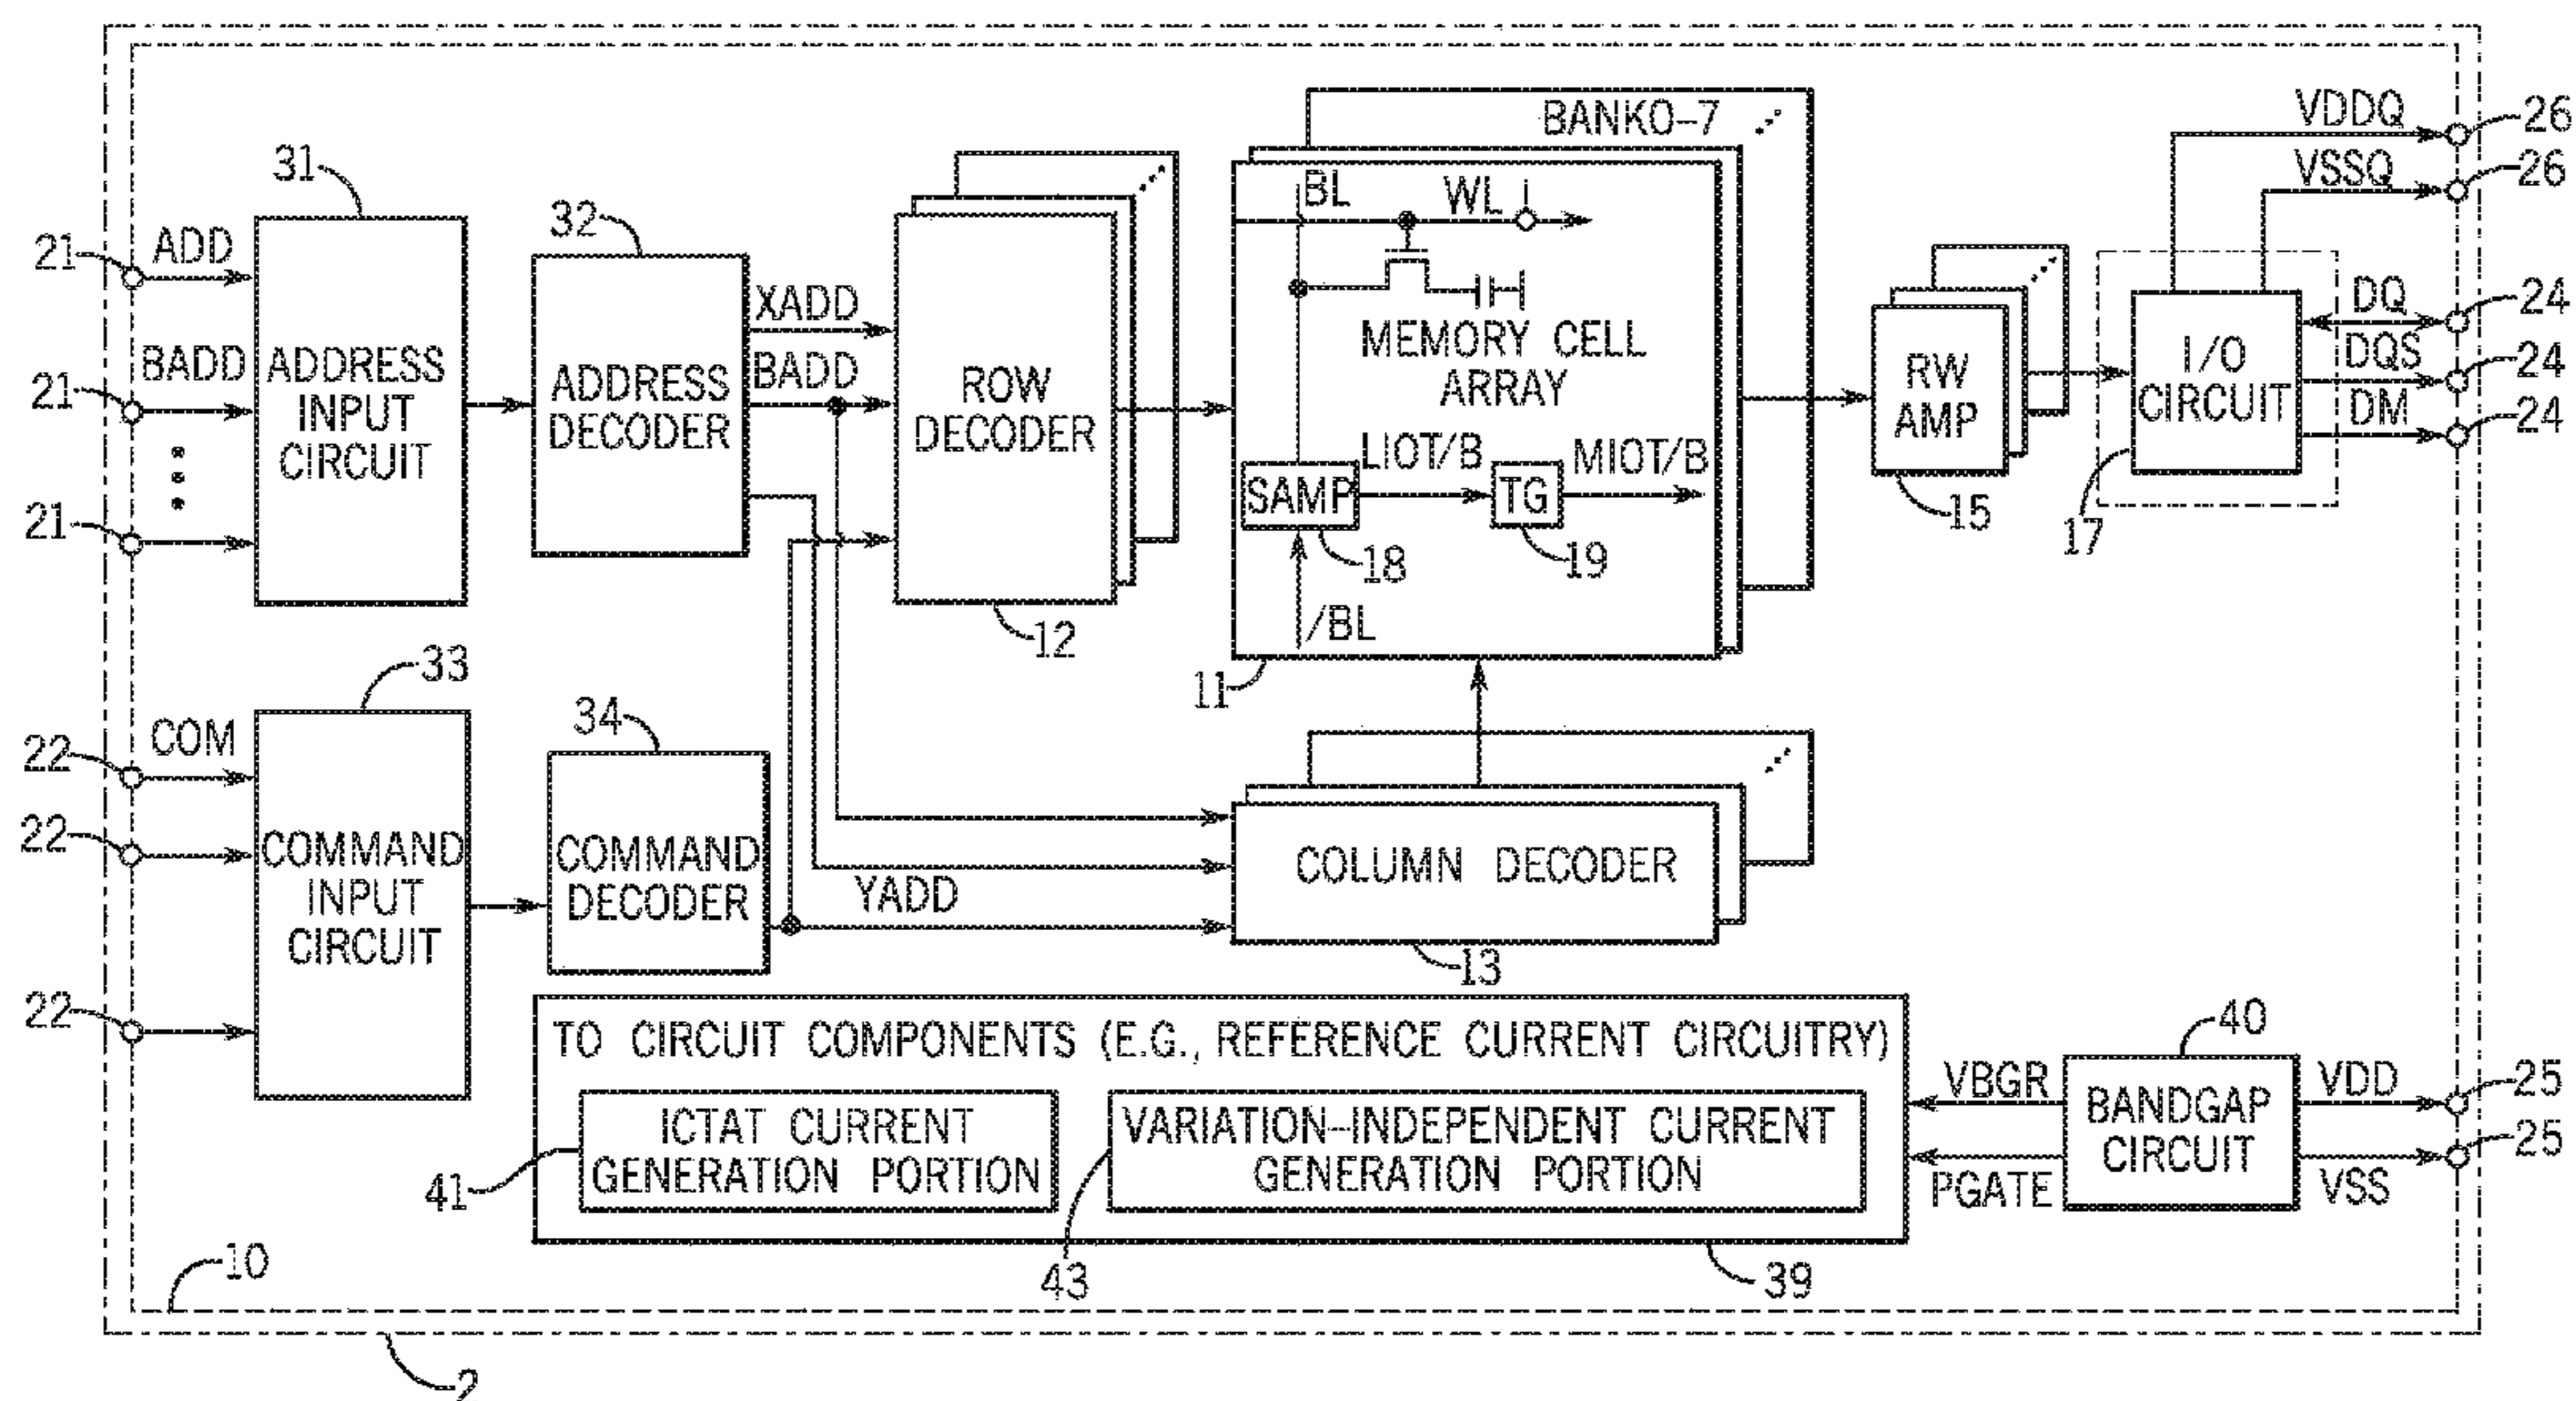 BANK0-7
VDDQ
26
VSSQ
26
31
32
BL
WL
21
ADD
XADD
DQ
24
MEMORY CELL
ARRAY
BADD
ADDRESS
INPUT
CIRCUIT
21
ADDRESS
DECODER
BADD
ROW
DECODER
RW
AMP
I/O
CIRCUIT
DQS
24
DM
24
LIOT/B
MIOT/B
SAMP
TG
21
15
17
18
19
12
/BL
33
11
34
22
COM
22
COMMAND
INPUT
CIRCUIT
COMMAND
DECODER
YADD
COLUMN DECODER
13
22
TO CIRCUIT COMPONENTS (E.G., REFERENCE CURRENT CIRCUITRY)
40
VBGR
BANDGAP
CIRCUIT
VDD
25
ICTAT CURRENT
GENERATION PORTION
VARIATION-INDEPENDENT CURRENT
GENERATION PORTION
25
41
PGATE
VSS
10
43
39
2